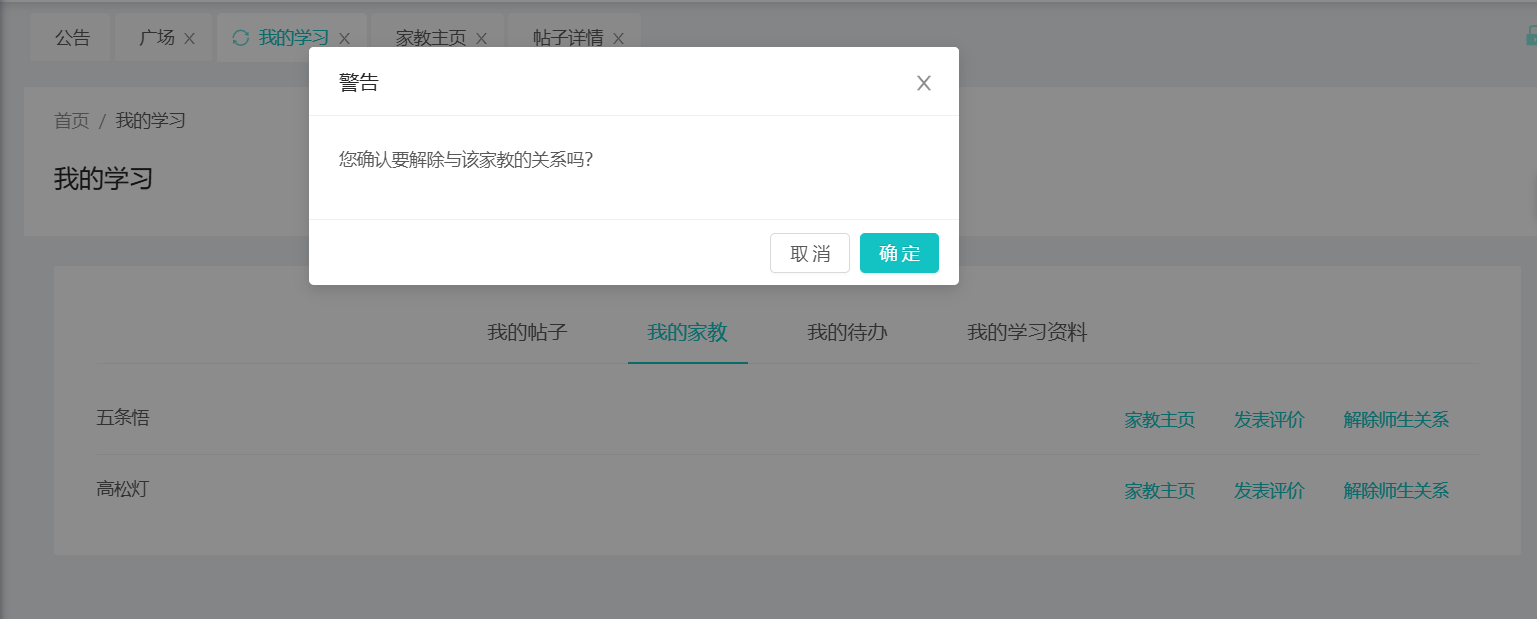 公告 广场 我的学习 家教主页 帖子详情
警告
首页 / 我的学习
您确认要解除与该家教的关系吗?
我的学习
取消 确定
我的帖子 我的家教 我的待办 我的学习资料
五条悟 家教主页 发表评价 解除师生关系
高松灯 家教主页 发表评价 解除师生关系